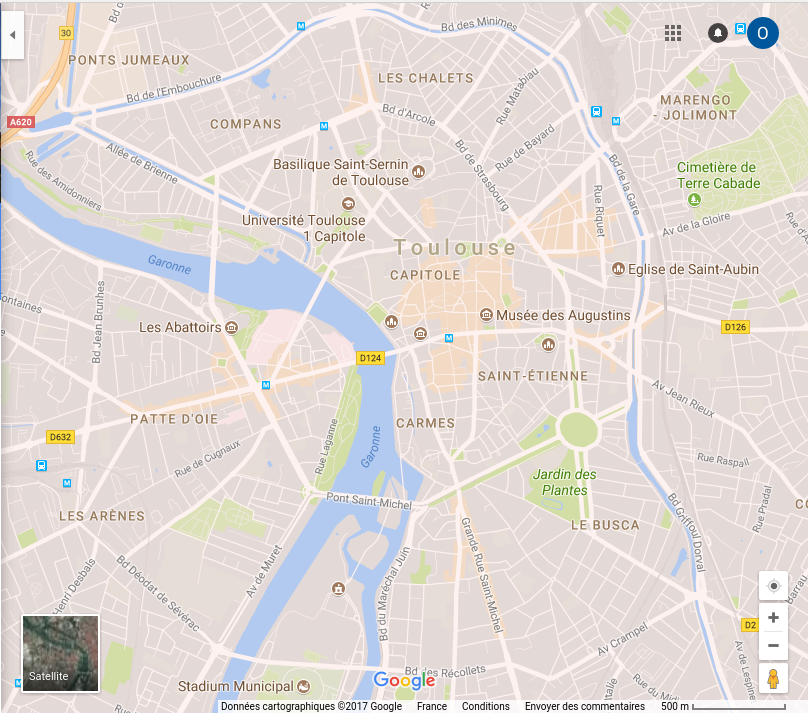 Bd des Minimes
30
M
O
PONTS JUMEAUX
LES CHALETS
Bd de l'Embouchure
Rue Matabiau
MARENGO
- JOLIMONT
Bd d'Arcole
A620
COMPANS
M
M
Rue de Bayard
Allée de Brienne
Bd de Strasbourg
Basilique Saint-Sernin
de Toulouse
Rue des Amidonniers
Bd de la Gare
Cimetière de
Terre Cabade
Rue Riquet
Université Toulouse
1 Capitole
Av de la Gloire
Toulouse
Garonne
CAPITOLE
Eglise de Saint-Aubin
Bd Jean Brunhes
Musée des Augustins
Les Abattoirs
D126
M
D124
SAINT-ÉTIENNE
M
Av Jean Rieux
PATTE D'OIE
CARMES
D632
Rue Laganne
Garonne
Rue de Cugnaux
Rue Raspall
Jardin des
Plantes
M
Pont Saint-Michel
Rue Pradal
LES ARÈNES
LE BUSCA
Bd Griffoul Dorval
Grande Rue Saint-Michel
Av de Muret
Bd du Maréchal Juin
Henri Desbals
Bd Déodat de Sévérac
D2
Av Crampel
Satellite
Av de Lespine
Bd des Récollets
Google
Stadium Municipal
Rue du Midi
Données cartographiques ©2017 Google France Conditions Envoyer des commentaires 500 m